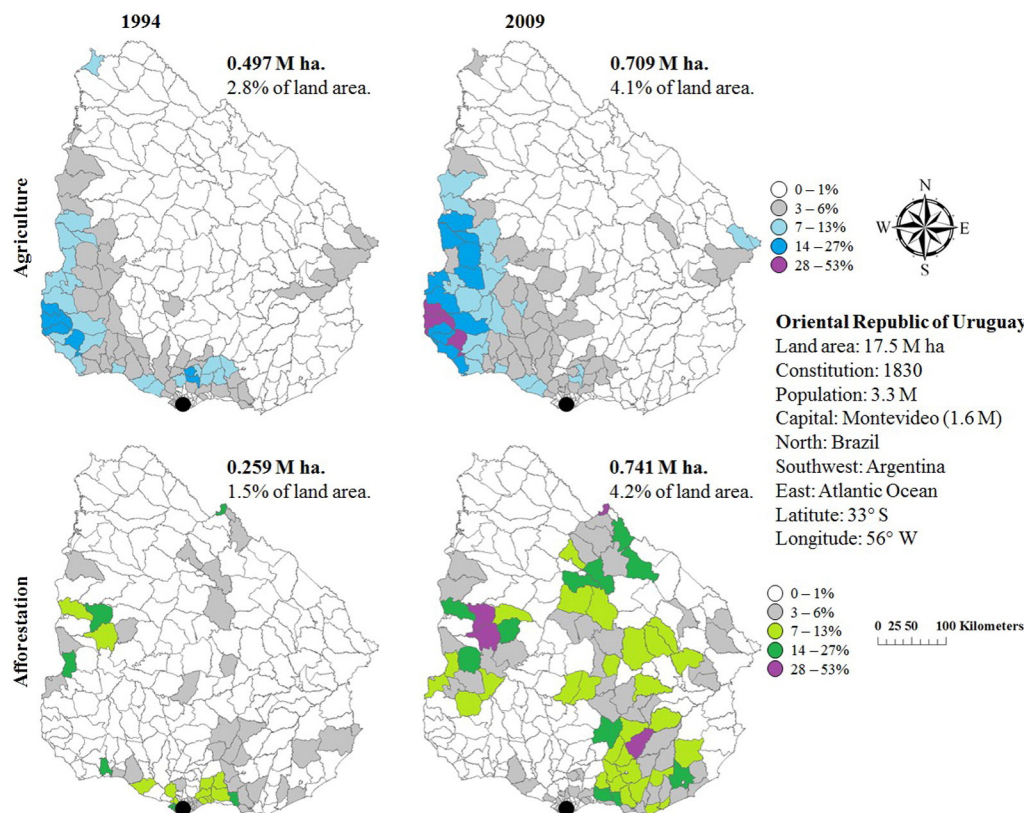 1994
2009
0.497 M ha.
2.8% of land area.
0.709 M ha.
4.1% of land area.
Agriculture
0 – 1%
3 – 6%
7 – 13%
14 – 27%
28 – 53%
N
W
E
S
Oriental Republic of Uruguay
Land area: 17.5 M ha
Constitution: 1830
Population: 3.3 M
Capital: Montevideo (1.6 M)
North: Brazil
Southwest: Argentina
East: Atlantic Ocean
Latitute: 33° S
Longitude: 56° W
0.259 M ha.
1.5% of land area.
0.741 M ha.
4.2% of land area.
Afforestation
0 – 1%
3 – 6%
7 – 13%
14 – 27%
28 – 53%
0 25 50 100 Kilometers